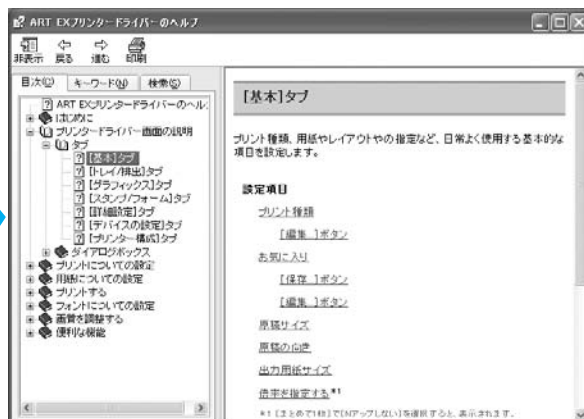 ART EXプリンタードライバーのヘルプ
非表示 戻る 進む 印刷
目次(C) キーワード(N) 検索(S)
ART EXプリンタードライバーのヘル
はじめに
プリンタードライバー画面の説明
タブ
[基本]タブ
[トレイ/排出]タブ
[グラフィックス]タブ
[スタンプ/フォーム]タブ
[詳細設定]タブ
[デバイスの設定]タブ
[プリンター構成]タブ
ダイアログボックス
プリントについての設定
用紙についての設定
プリントする
フォントについての設定
画質を調整する
便利な機能
[基本]タブ
プリント種類、用紙やレイアウトやの指定など、日常よく使用する基本的な
項目を設定します。
設定項目
プリント種類
[編集_]ボタン
お気に入り
[保存_]ボタン
[編集_]ボタン
原稿サイズ
原稿の向き
出力用紙サイズ
倍率を指定する*1
*1 [まとめて1枚]で[Nアップしない]を選択すると、表示されます。